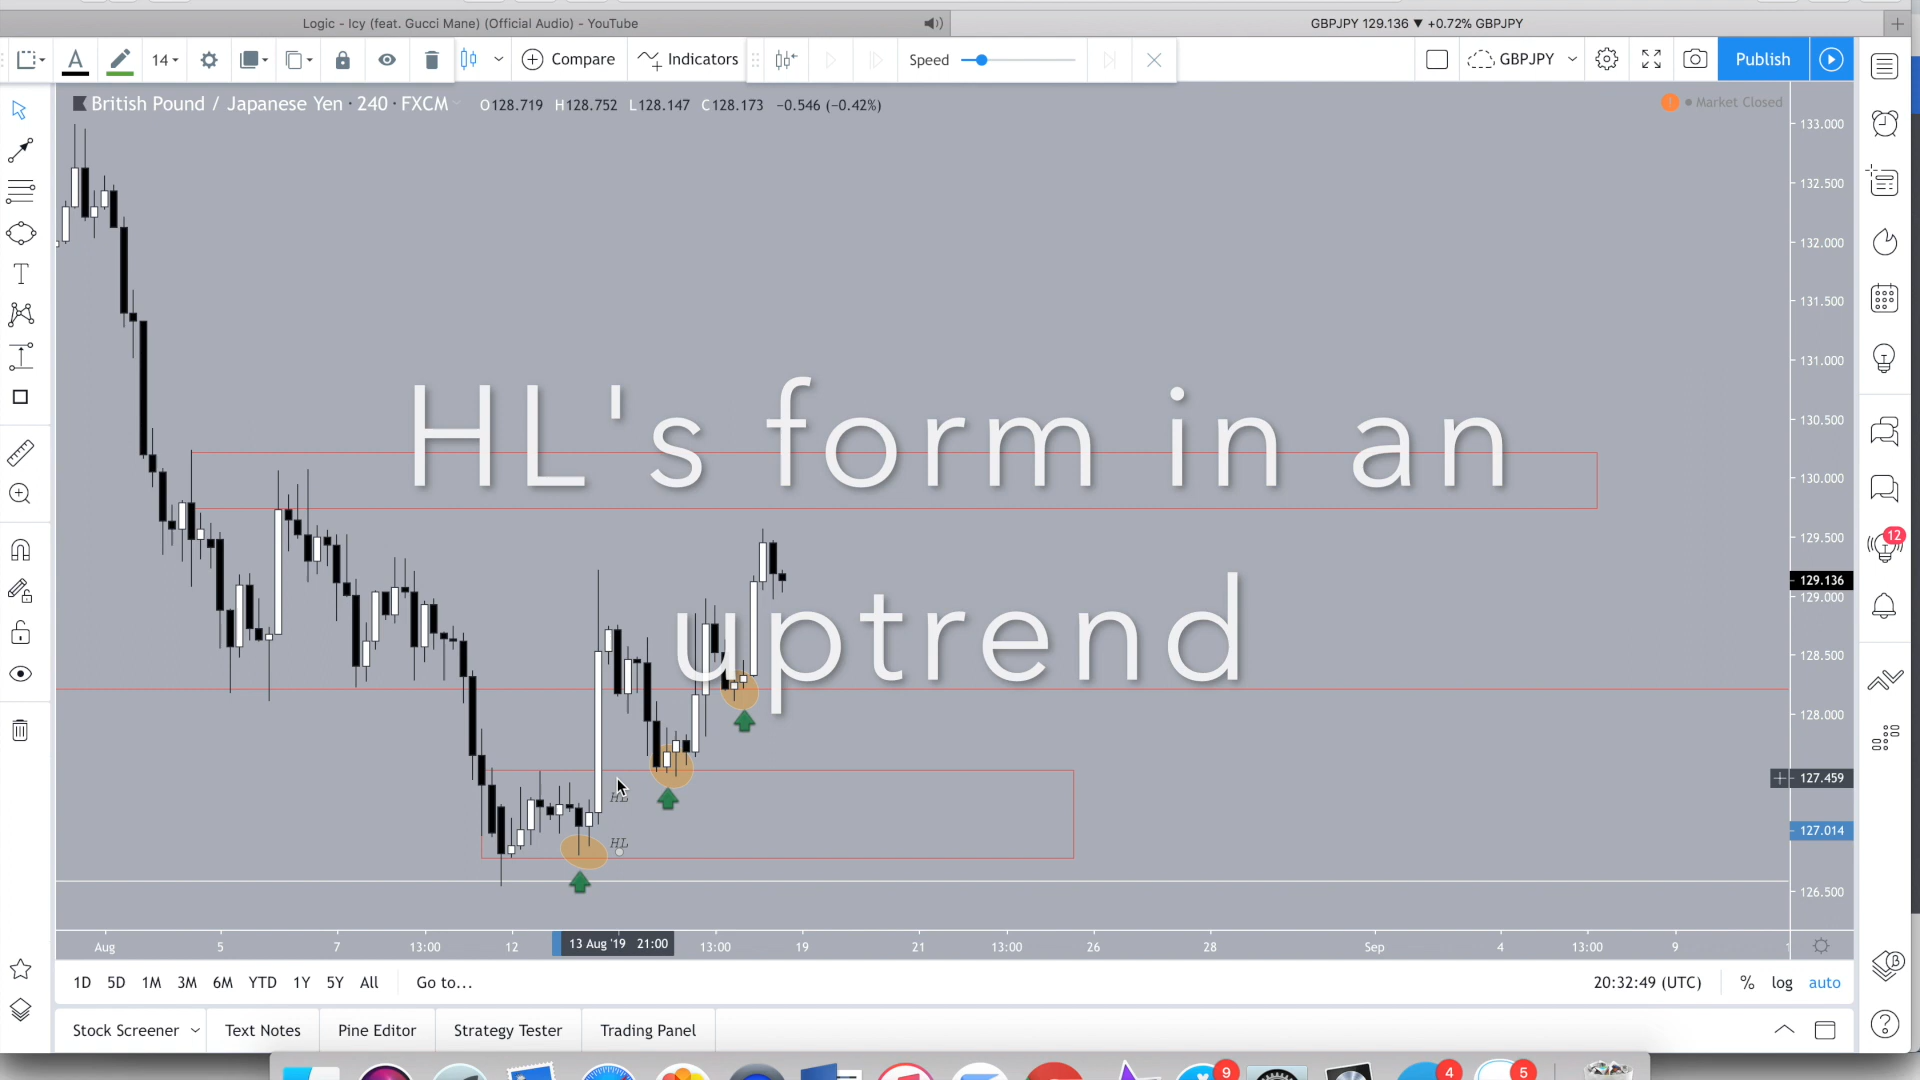 Logic - Icy (feat. Gucci Mane) (Official Audio) - YouTube
GBPJPY 129.136 ▼ +0.72% GBPJPY
14
Compare
Indicators
Speed
GBPJPY
Publish
British Pound / Japanese Yen · 240 · FXCM
O128.719 H128.752 L128.147 C128.173 −0.546 (−0.42%)
Market Closed
133.000
132.500
132.000
131.500
131.000
130.500
130.000
129.500
129.136
129.000
128.500
128.000
127.459
127.014
126.500
HL's form in an
uptrend
HL
HL
12
Aug 5 7 13:00 12 13 Aug '19 21:00 13:00 19 21 13:00 26 28 Sep 4 13:00 9
1D 5D 1M 3M 6M YTD 1Y 5Y All Go to...
20:32:49 (UTC) % log auto
Stock Screener Text Notes Pine Editor Strategy Tester Trading Panel
9 4 5